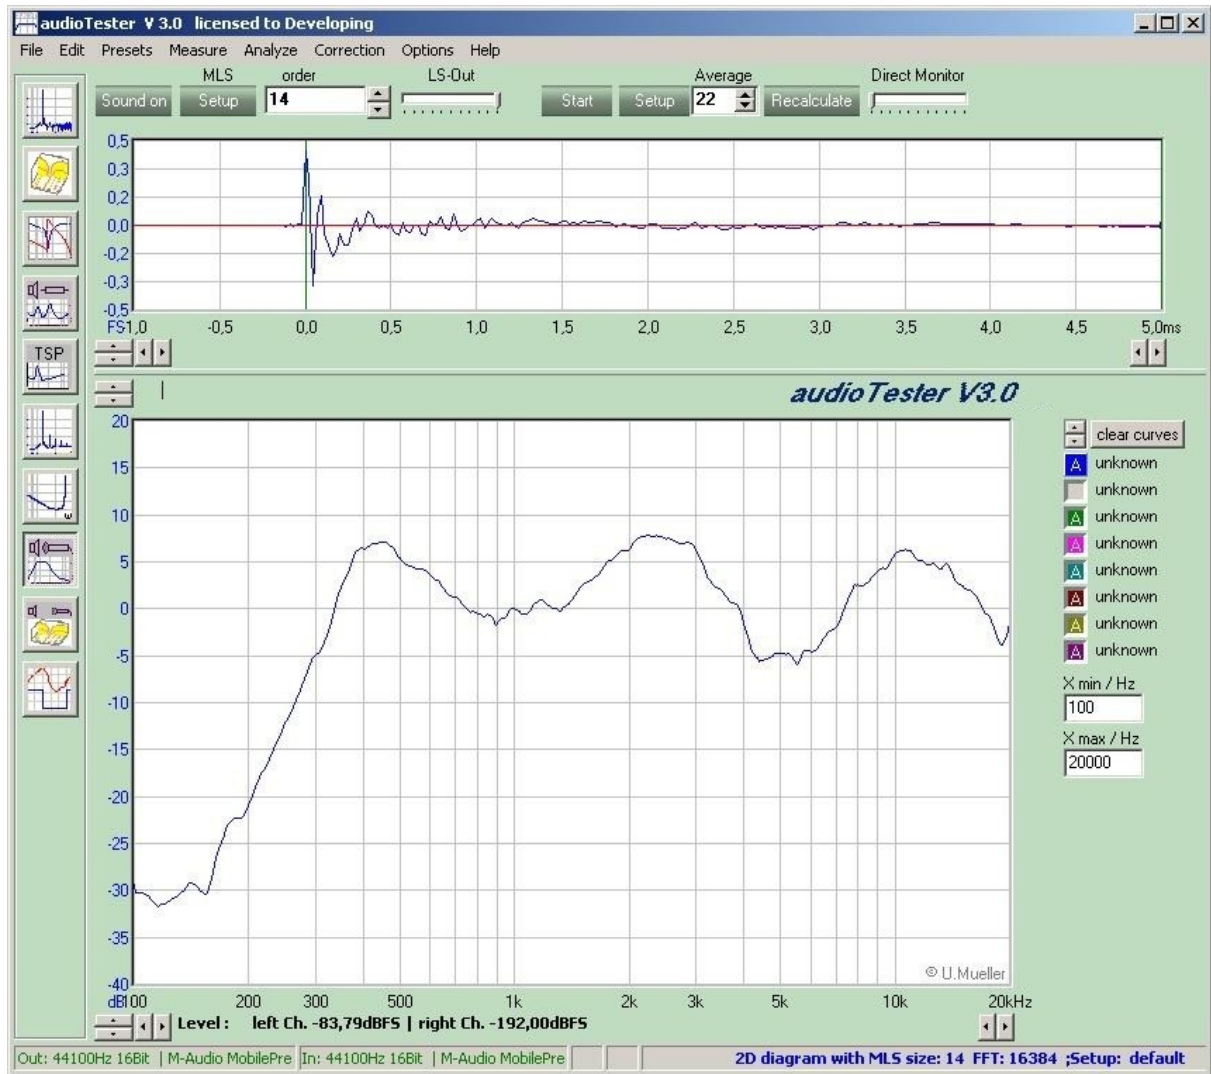 audioTester V 3.0 licensed to Developing
File Edit Presets Measure Analyze Correction Options Help
MLS order LS-Out Average Direct Monitor
Sound on Setup 14 Start Setup 22 Recalculate
0,5
0,3
0,2
0,0
-0,2
-0,3
-0,5
FS1,0 -0,5 0,0 0,5 1,0 1,5 2,0 2,5 3,0 3,5 4,0 4,5 5,0ms
TSP
audioTester V3.0
20
15
10
5
0
-5
-10
-15
-20
-25
-30
-35
-40
clear curves
A unknown
unknown
A unknown
A unknown
A unknown
A unknown
A unknown
A unknown
X min / Hz
100
X max / Hz
20000
© U.Mueller
dB100 200 300 500 1k 2k 3k 5k 10k 20kHz
Level : left Ch. -83,79dBFS | right Ch. -192,00dBFS
Out: 44100Hz 16Bit | M-Audio MobilePre In: 44100Hz 16Bit | M-Audio MobilePre 2D diagram with MLS size: 14 FFT: 16384 ;Setup: default